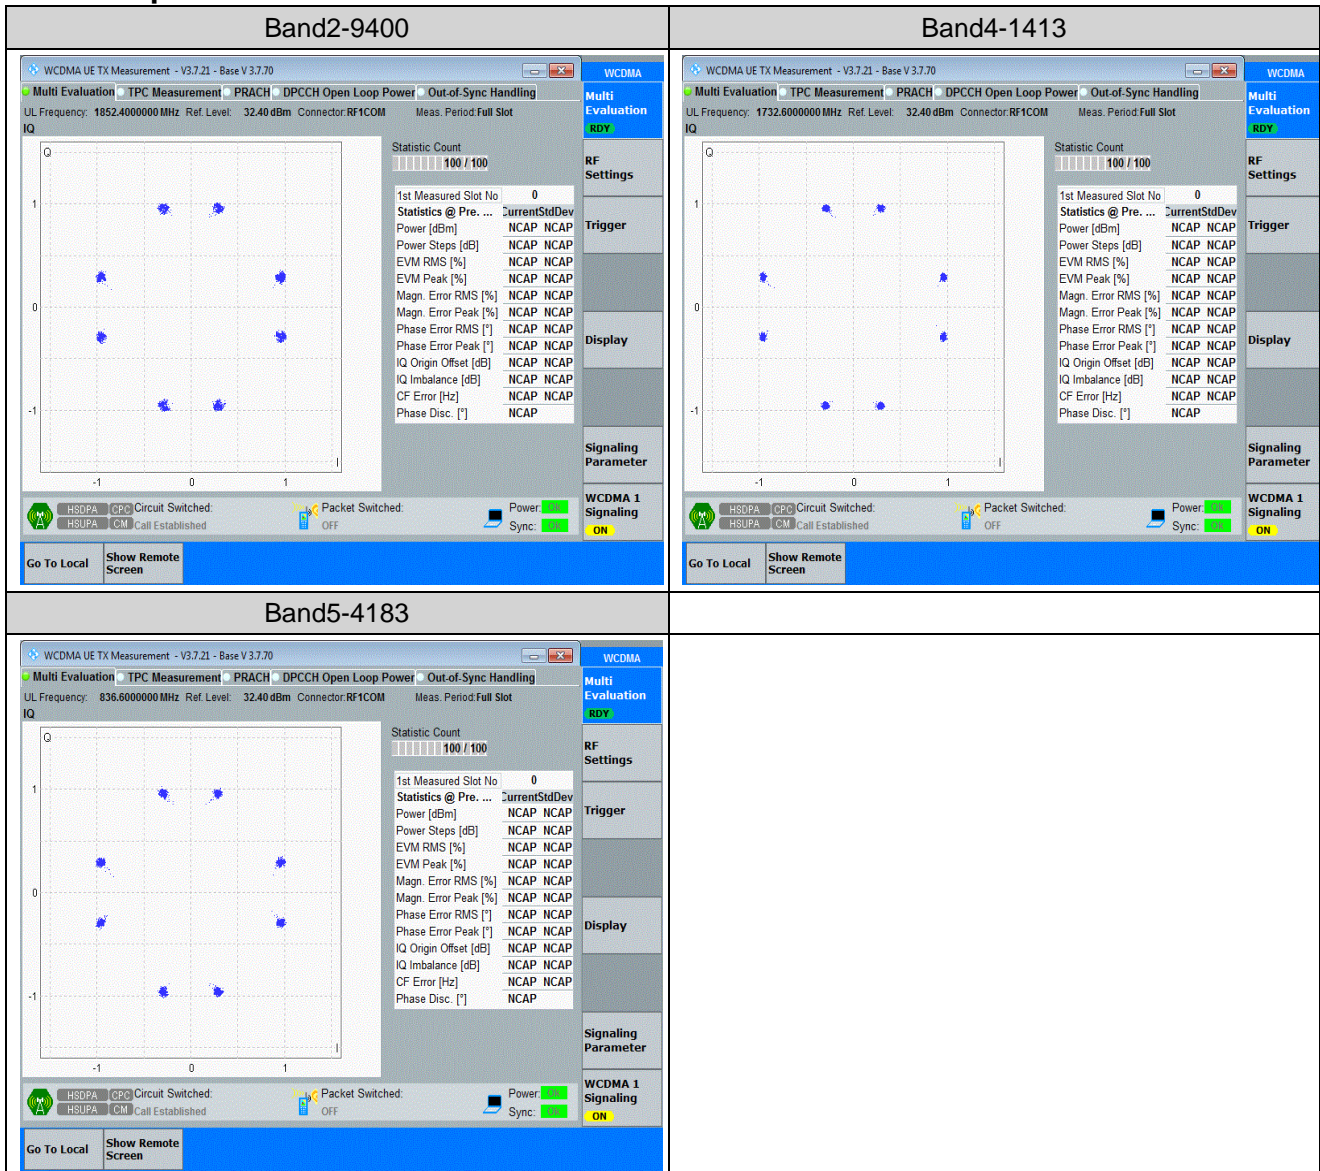 Band2-9400
Band4-1413
WCDMA UE TX Measurement - V3.7.21 - Base V 3.7.70
WCDMA
Multi Evaluation TPC Measurement PRACH DPCCH Open Loop Power Out-of-Sync Handling
UL Frequency: 1852.4000000 MHz Ref. Level: 32.40 dBm Connector: RF1COM Meas. Period: Full Slot
IQ
Q
1
0
-1
-1 0 1
I
Statistic Count
100 / 100
1st Measured Slot No 0
Statistics @ Pre. ... Current StdDev
Power [dBm] NCAP NCAP
Power Steps [dB] NCAP NCAP
EVM RMS [%] NCAP NCAP
EVM Peak [%] NCAP NCAP
Magn. Error RMS [%] NCAP NCAP
Magn. Error Peak [%] NCAP NCAP
Phase Error RMS [°] NCAP NCAP
Phase Error Peak [°] NCAP NCAP
IQ Origin Offset [dB] NCAP NCAP
IQ Imbalance [dB] NCAP NCAP
CF Error [Hz] NCAP NCAP
Phase Disc. [°] NCAP
Multi
Evaluation
RDY
RF
Settings
Trigger
Display
Signaling
Parameter
WCDMA 1
Signaling
ON
HSDPA CPC Circuit Switched: Packet Switched: Power: OK
HSUPA CM Call Established OFF Sync: OK
Go To Local
Show Remote
Screen
WCDMA UE TX Measurement - V3.7.21 - Base V 3.7.70
WCDMA
Multi Evaluation TPC Measurement PRACH DPCCH Open Loop Power Out-of-Sync Handling
UL Frequency: 1732.6000000 MHz Ref. Level: 32.40 dBm Connector: RF1COM Meas. Period: Full Slot
IQ
Q
1
0
-1
-1 0 1
I
Statistic Count
100 / 100
1st Measured Slot No 0
Statistics @ Pre. ... Current StdDev
Power [dBm] NCAP NCAP
Power Steps [dB] NCAP NCAP
EVM RMS [%] NCAP NCAP
EVM Peak [%] NCAP NCAP
Magn. Error RMS [%] NCAP NCAP
Magn. Error Peak [%] NCAP NCAP
Phase Error RMS [°] NCAP NCAP
Phase Error Peak [°] NCAP NCAP
IQ Origin Offset [dB] NCAP NCAP
IQ Imbalance [dB] NCAP NCAP
CF Error [Hz] NCAP NCAP
Phase Disc. [°] NCAP
Multi
Evaluation
RDY
RF
Settings
Trigger
Display
Signaling
Parameter
WCDMA 1
Signaling
ON
HSDPA CPC Circuit Switched: Packet Switched: Power: OK
HSUPA CM Call Established OFF Sync: OK
Go To Local
Show Remote
Screen
Band5-4183
WCDMA UE TX Measurement - V3.7.21 - Base V 3.7.70
WCDMA
Multi Evaluation TPC Measurement PRACH DPCCH Open Loop Power Out-of-Sync Handling
UL Frequency: 836.6000000 MHz Ref. Level: 32.40 dBm Connector: RF1COM Meas. Period: Full Slot
IQ
Q
1
0
-1
-1 0 1
I
Statistic Count
100 / 100
1st Measured Slot No 0
Statistics @ Pre. ... Current StdDev
Power [dBm] NCAP NCAP
Power Steps [dB] NCAP NCAP
EVM RMS [%] NCAP NCAP
EVM Peak [%] NCAP NCAP
Magn. Error RMS [%] NCAP NCAP
Magn. Error Peak [%] NCAP NCAP
Phase Error RMS [°] NCAP NCAP
Phase Error Peak [°] NCAP NCAP
IQ Origin Offset [dB] NCAP NCAP
IQ Imbalance [dB] NCAP NCAP
CF Error [Hz] NCAP NCAP
Phase Disc. [°] NCAP
Multi
Evaluation
RDY
RF
Settings
Trigger
Display
Signaling
Parameter
WCDMA 1
Signaling
ON
HSDPA CPC Circuit Switched: Packet Switched: Power: OK
HSUPA CM Call Established OFF Sync: OK
Go To Local
Show Remote
Screen